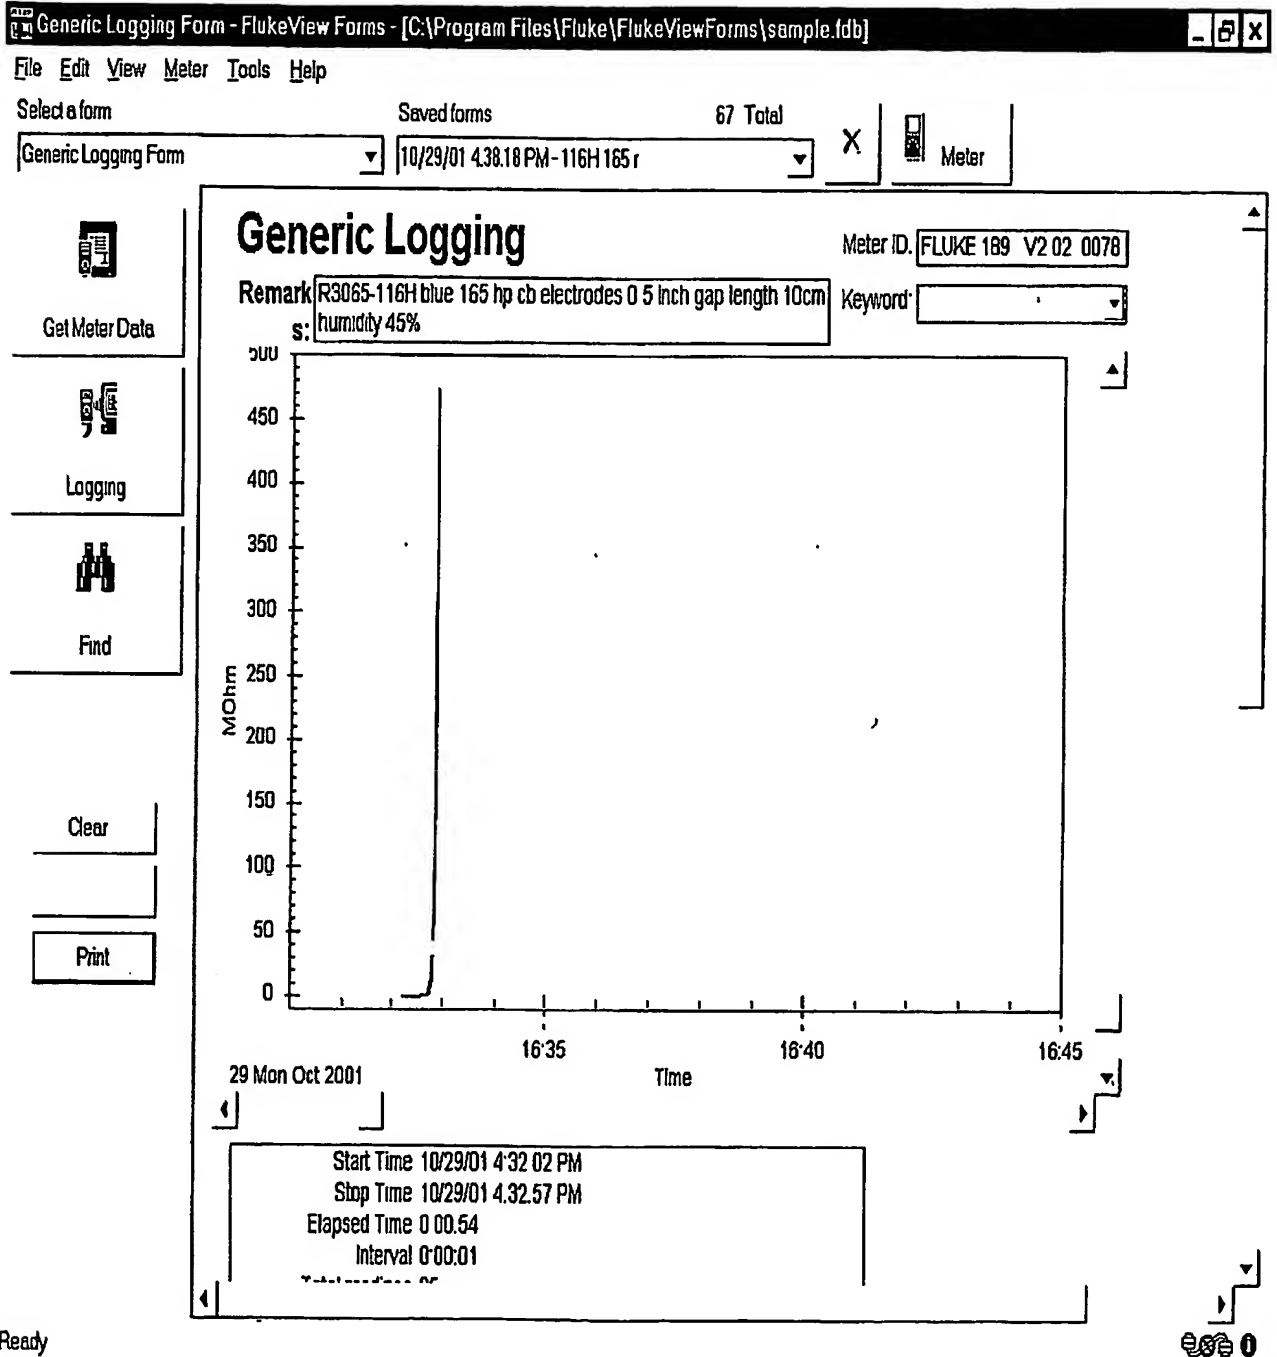 Generic Logging Form - FlukeView Forms - [C:\Program Files\Fluke\FlukeViewForms\sample.fdb]
File Edit View Meter Tools Help
Select a form
Saved forms
67 Total
Generic Logging Form
10/29/01 4.38.18 PM - 116H 165 r
X
Meter
Generic Logging
Meter ID. FLUKE 189 V2 02 0078
Remark
s:
R3065-116H blue 165 hp cb electrodes 0 5 inch gap length 10cm
humidity 45%
Keyword:
Get Meter Data
Logging
Find
Clear
Print
500
450
400
350
300
250
200
150
100
50
0
MOhm
16:35
16:40
16:45
29 Mon Oct 2001
Time
Start Time 10/29/01 4:32 02 PM
Stop Time 10/29/01 4.32.57 PM
Elapsed Time 0 00.54
Interval 0:00:01
Ready